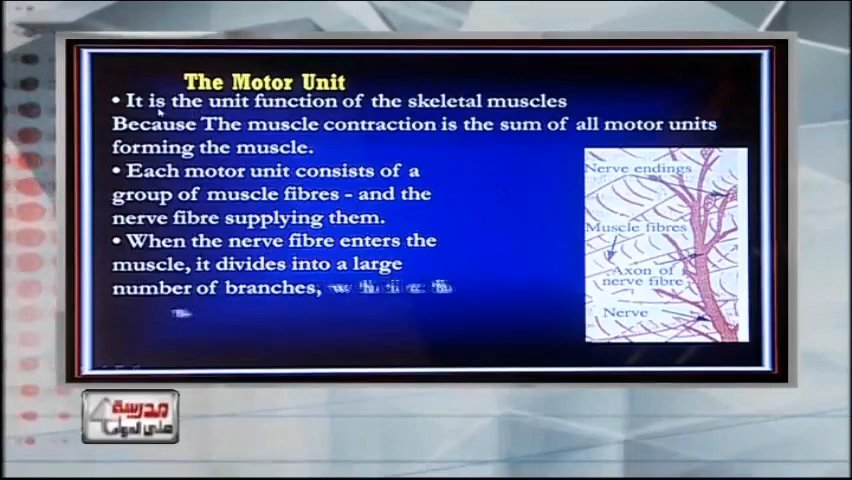 The Motor Unit
• It is the unit function of the skeletal muscles
Because The muscle contraction is the sum of all motor units
forming the muscle.
• Each motor unit consists of a
group of muscle fibres - and the
nerve fibre supplying them.
• When the nerve fibre enters the
muscle, it divides into a large
number of branches,
Nerve endings
Muscle fibres
Axon of
nerve fibre
Nerve
مدرسة
على الهواء